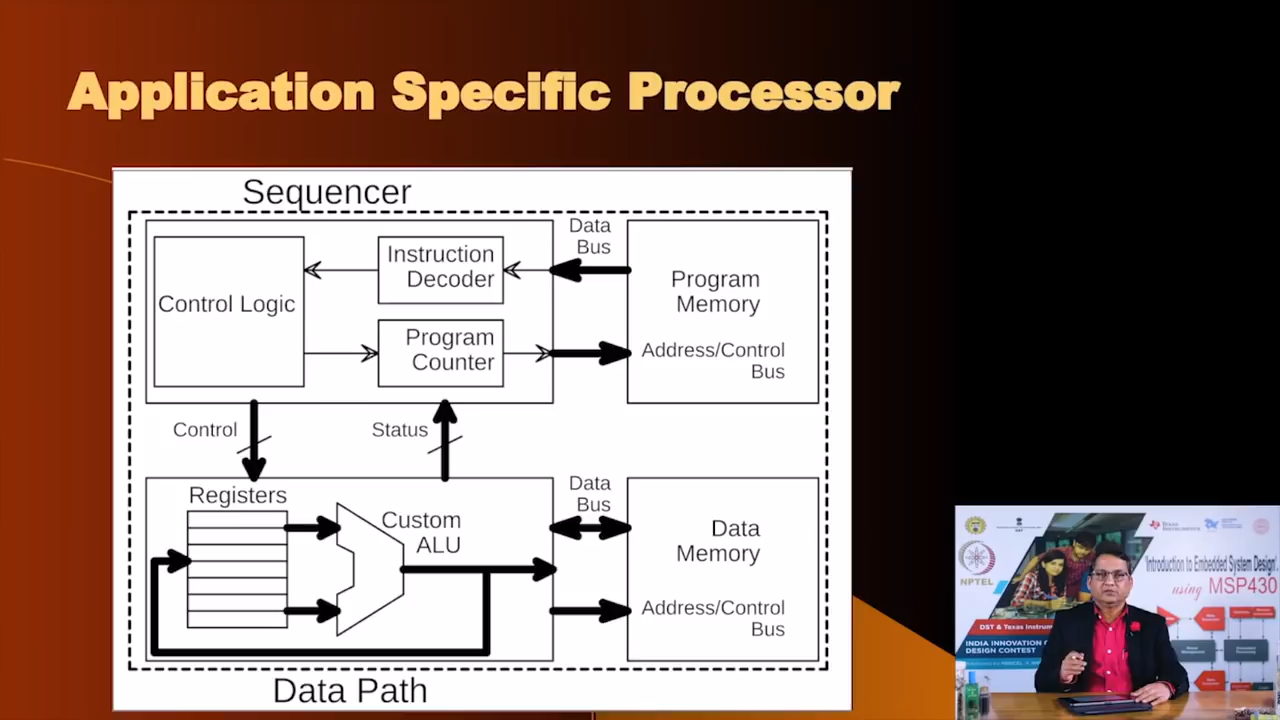 Application Specific Processor
Sequencer
Control Logic
Instruction
Decoder
Program
Counter
Data
Bus
Program
Memory
Address/Control
Bus
Control
Status
Registers
Custom
ALU
Data
Bus
Data
Memory
Address/Control
Bus
Data Path
NPTEL
'Introduction to Embedded System Design'
using MSP430
DST & Texas Instrum
INDIA INNOVATION
DESIGN CONTEST